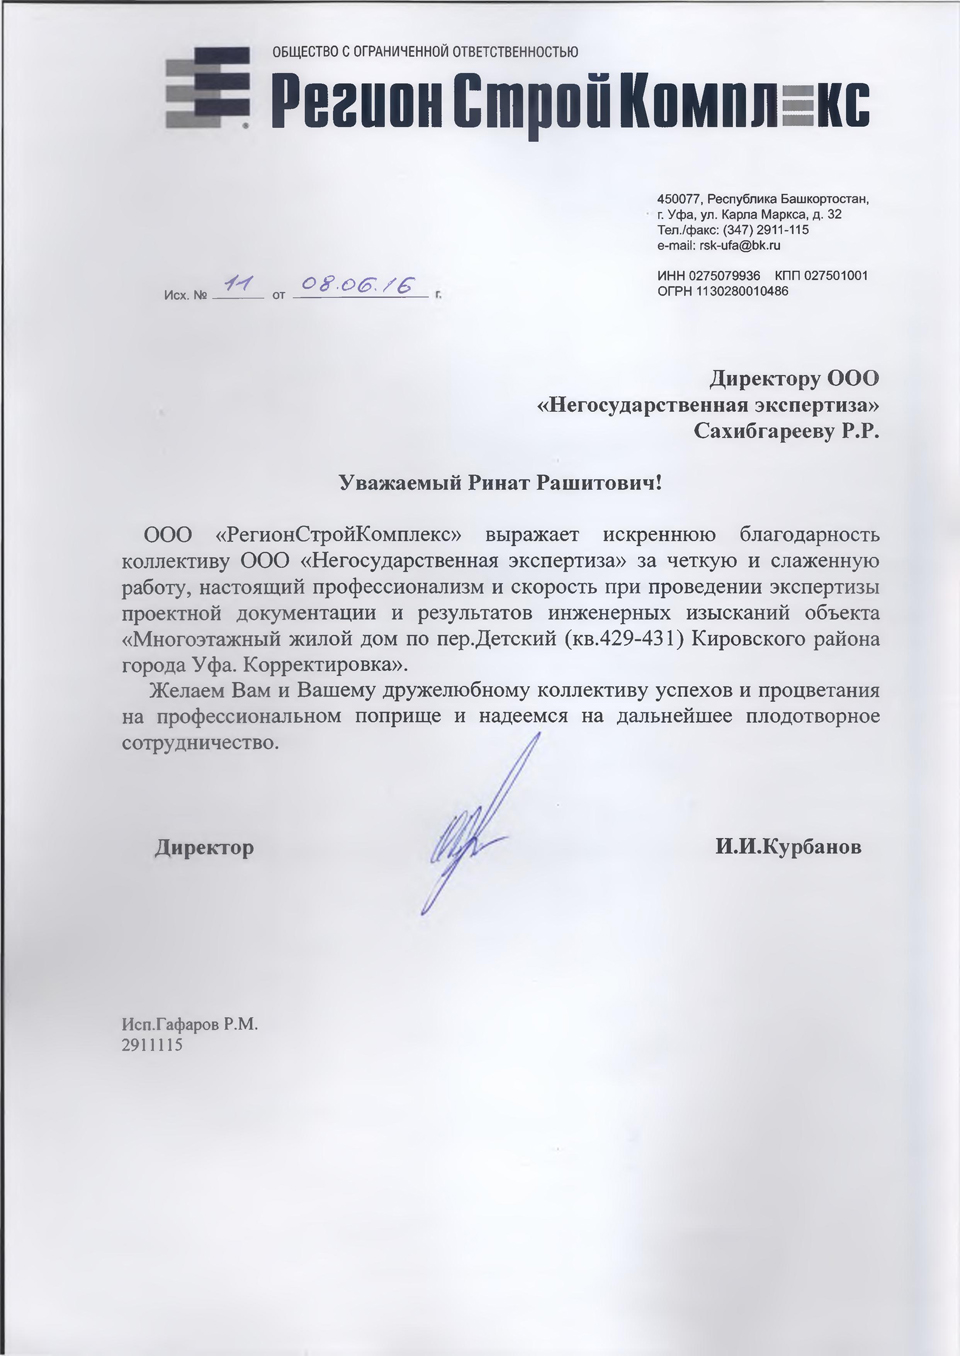 ОБЩЕСТВО С ОГРАНИЧЕННОЙ ОТВЕТСТВЕННОСТЬЮ
РегионСтройКомплекс
450077, Республика Башкортостан,
г. Уфа, ул. Карла Маркса, д. 32
Тел./факс: (347) 2911-115
e-mail: rsk-ufa@bk.ru
ИНН 0275079936 КПП 027501001
ОГРН 1130280010486
Исх. № 11 от 08.06.16 г.
Директору ООО
«Негосударственная экспертиза»
Сахибгарееву Р.Р.
Уважаемый Ринат Рашитович!
ООО «РегионСтройКомплекс» выражает искреннюю благодарность
коллективу ООО «Негосударственная экспертиза» за четкую и слаженную
работу, настоящий профессионализм и скорость при проведении экспертизы
проектной документации и результатов инженерных изысканий объекта
«Многоэтажный жилой дом по пер.Детский (кв.429-431) Кировского района
города Уфа. Корректировка».
Желаем Вам и Вашему дружелюбному коллективу успехов и процветания
на профессиональном поприще и надеемся на дальнейшее плодотворное
сотрудничество.
Директор И.И.Курбанов
Исп.Гафаров Р.М.
2911115